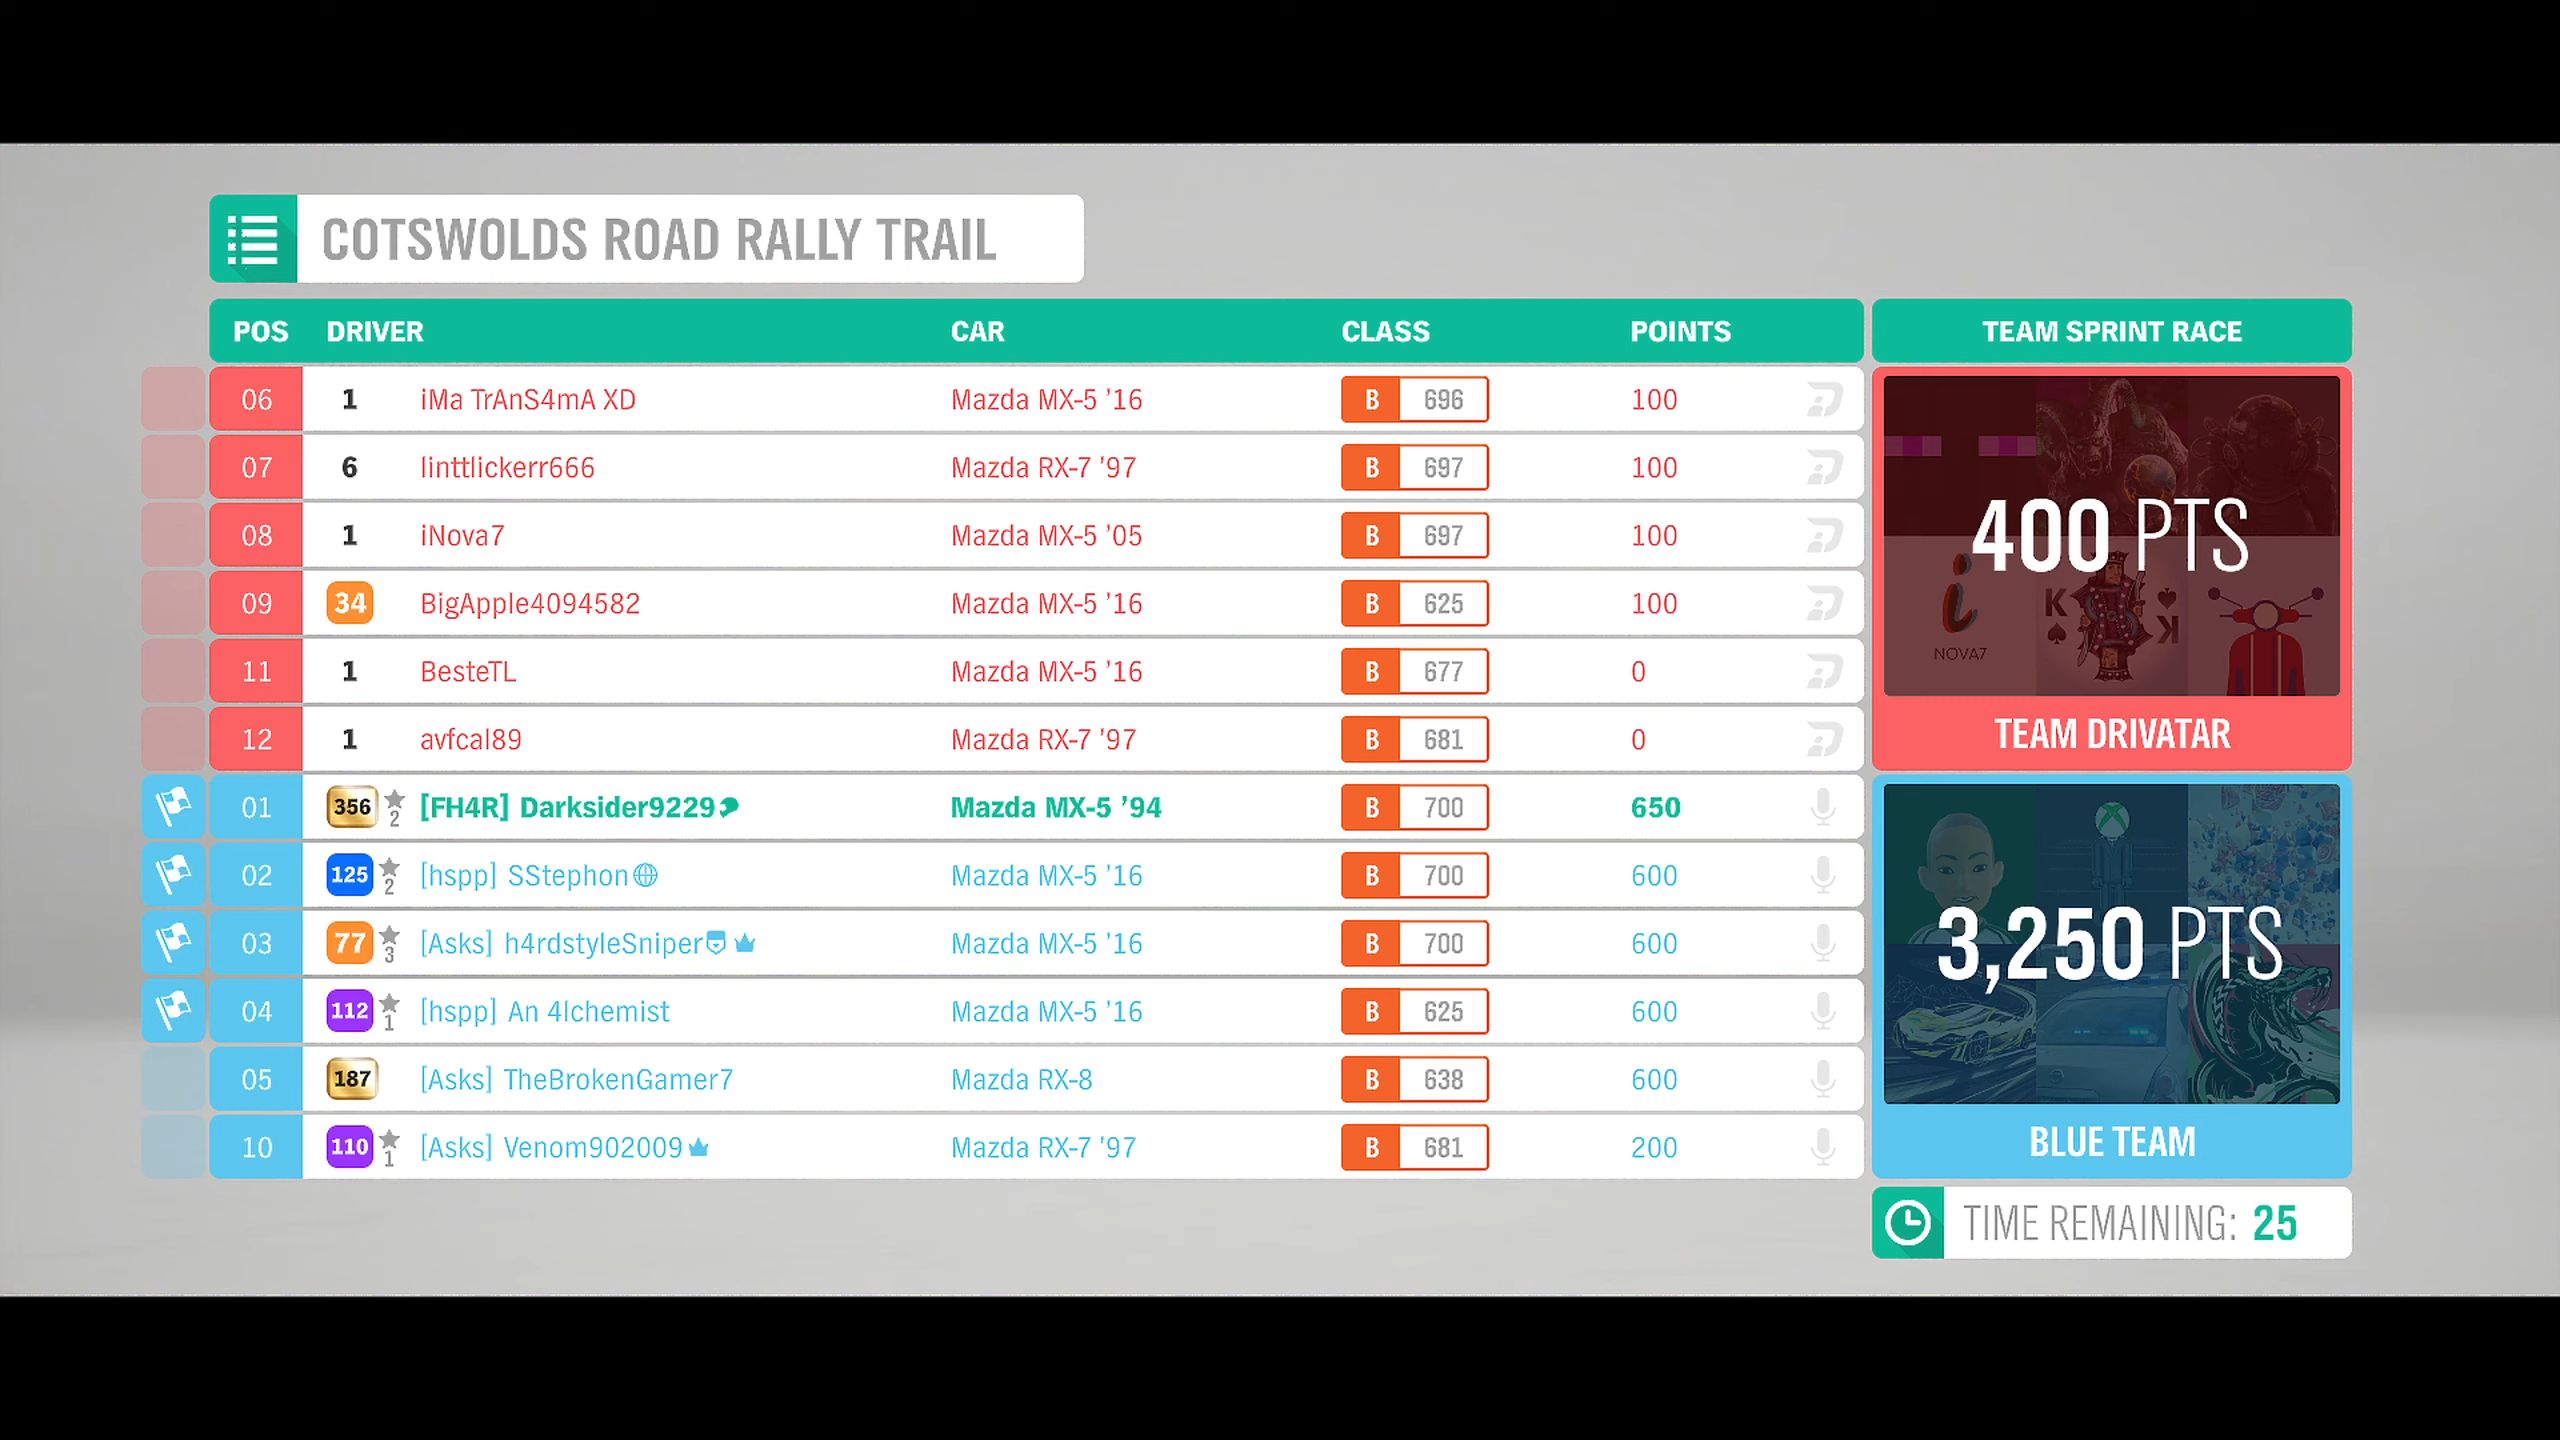 COTSWOLDS ROAD RALLY TRAIL
POS DRIVER CAR CLASS POINTS TEAM SPRINT RACE
06 1 iMa TrAnS4mA XD Mazda MX-5 '16 B 696 100
07 6 linttlickerr666 Mazda RX-7 '97 B 697 100
08 1 iNova7 Mazda MX-5 '05 B 697 100
09 34 BigApple4094582 Mazda MX-5 '16 B 625 100
11 1 BesteTL Mazda MX-5 '16 B 677 0
12 1 avfcal89 Mazda RX-7 '97 B 681 0
01 356 2 [FH4R] Darksider9229 Mazda MX-5 '94 B 700 650
02 125 2 [hspp] SStephon Mazda MX-5 '16 B 700 600
03 77 3 [Asks] h4rdstyleSniper Mazda MX-5 '16 B 700 600
04 112 1 [hspp] An 4lchemist Mazda MX-5 '16 B 625 600
05 187 [Asks] TheBrokenGamer7 Mazda RX-8 B 638 600
10 110 1 [Asks] Venom902009 Mazda RX-7 '97 B 681 200
400 PTS
i
NOVA7
K
K
TEAM DRIVATAR
3,250 PTS
BLUE TEAM
TIME REMAINING: 25